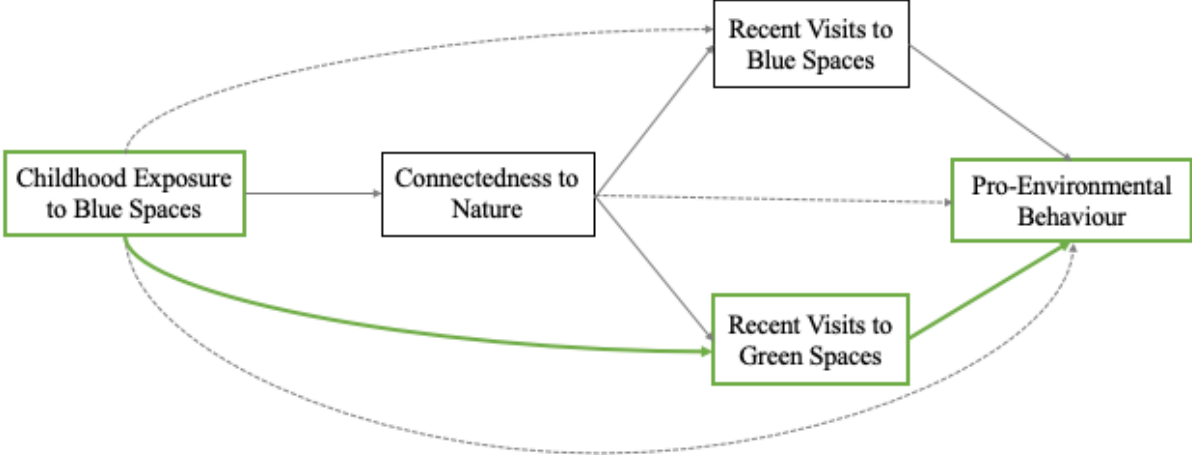 Recent Visits to
Blue Spaces
Childhood Exposure
to Blue Spaces
Connectedness to
Nature
Pro-Environmental
Behaviour
Recent Visits to
Green Spaces